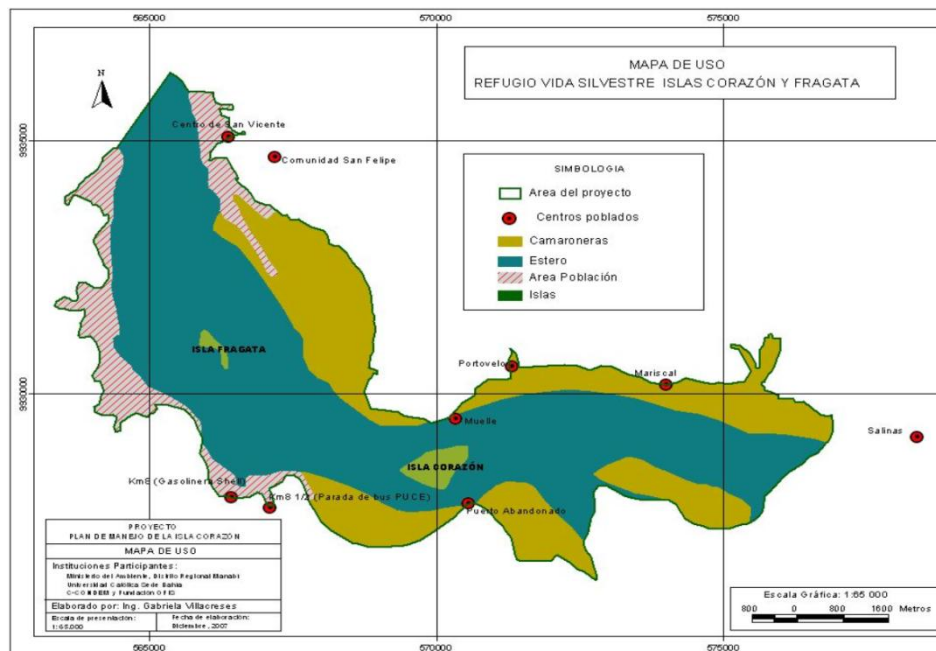 565000
570000
575000
MAPA DE USO
REFUGIO VIDA SILVESTRE ISLAS CORAZÓN Y FRAGATA
N
Centro de San Vicente
9935000
Comunidad San Felipe
SIMBOLOGIA
Area del proyecto
Centros poblados
Camaroneras
Estero
Area Población
Islas
ISLA FRAGATA
Portovelo
Mariscal
9930000
Muelle
Salinas
ISLA CORAZÓN
Km8 (Gasolinera Shell)
Km8 1/2 (Parada de bus PUCE)
Puerto Abandonado
PROYECTO
PLAN DE MANEJO DE LA ISLA CORAZÓN
MAPA DE USO
Instituciones Participantes:
Ministerio del Ambiente, Distrito Regional Manabí
Universidad Católica Sede Bahía
C-CONDEM y Fundación
Elaborado por: Ing. Gabriela Villacreses
Escala de presentación:
1:65.000
Fecha de elaboración:
Diciembre, 2007
Escala Gráfica: 1:65 000
800 0 800 1600 Metros
565000
570000
575000